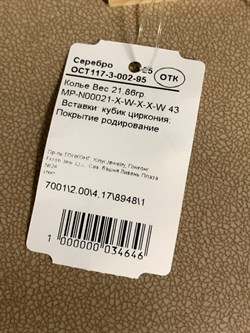 Серебро
ОСТ117-3-002-95
ОТК
Колье Вес 21,86гр
MP-N00021-X-W-X-X-W 43
Вставки: кубик циркония;
Покрытие родирование
7001\2.00\4.17\8948\1
1 000000 034646